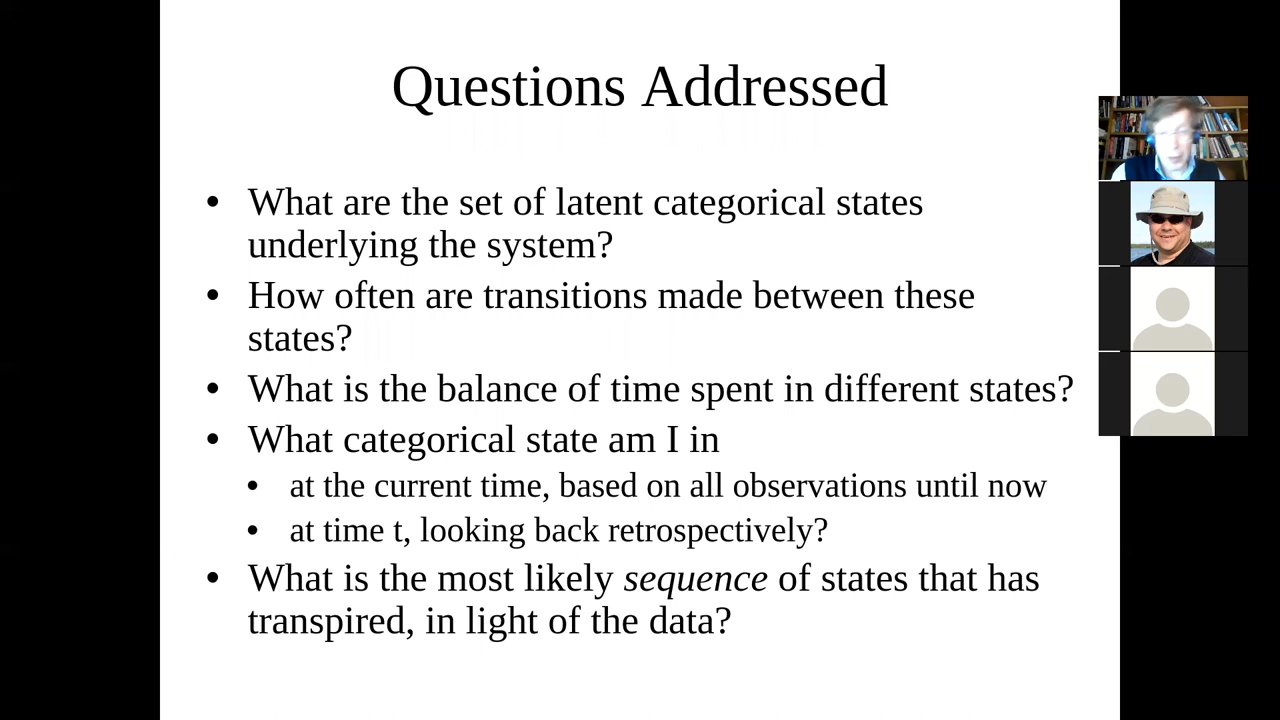 Questions Addressed
• What are the set of latent categorical states
underlying the system?
• How often are transitions made between these
states?
• What is the balance of time spent in different states?
• What categorical state am I in
• at the current time, based on all observations until now
• at time t, looking back retrospectively?
• What is the most likely sequence of states that has
transpired, in light of the data?